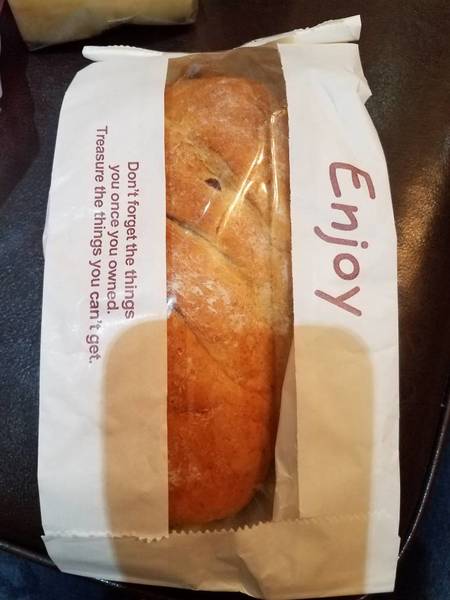 Enjoy
Don't forget the things
you once you owned.
Treasure the things you can't get.